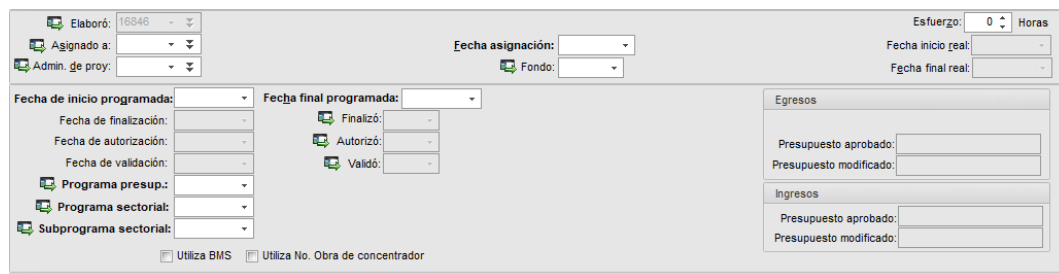 Elaboró: 16846 Esfuerzo: 0 Horas
Asignado a: Fecha asignación: Fecha inicio real:
Admin. de proy: Fondo: Fecha final real:
Fecha de inicio programada: Fecha final programada: Egresos
Fecha de finalización: Finalizó:
Fecha de autorización: Autorizó: Presupuesto aprobado:
Fecha de validación: Validó: Presupuesto modificado:
Programa presup.: Ingresos
Programa sectorial: Presupuesto aprobado:
Subprograma sectorial: Presupuesto modificado:
Utiliza BMS Utiliza No. Obra de concentrador